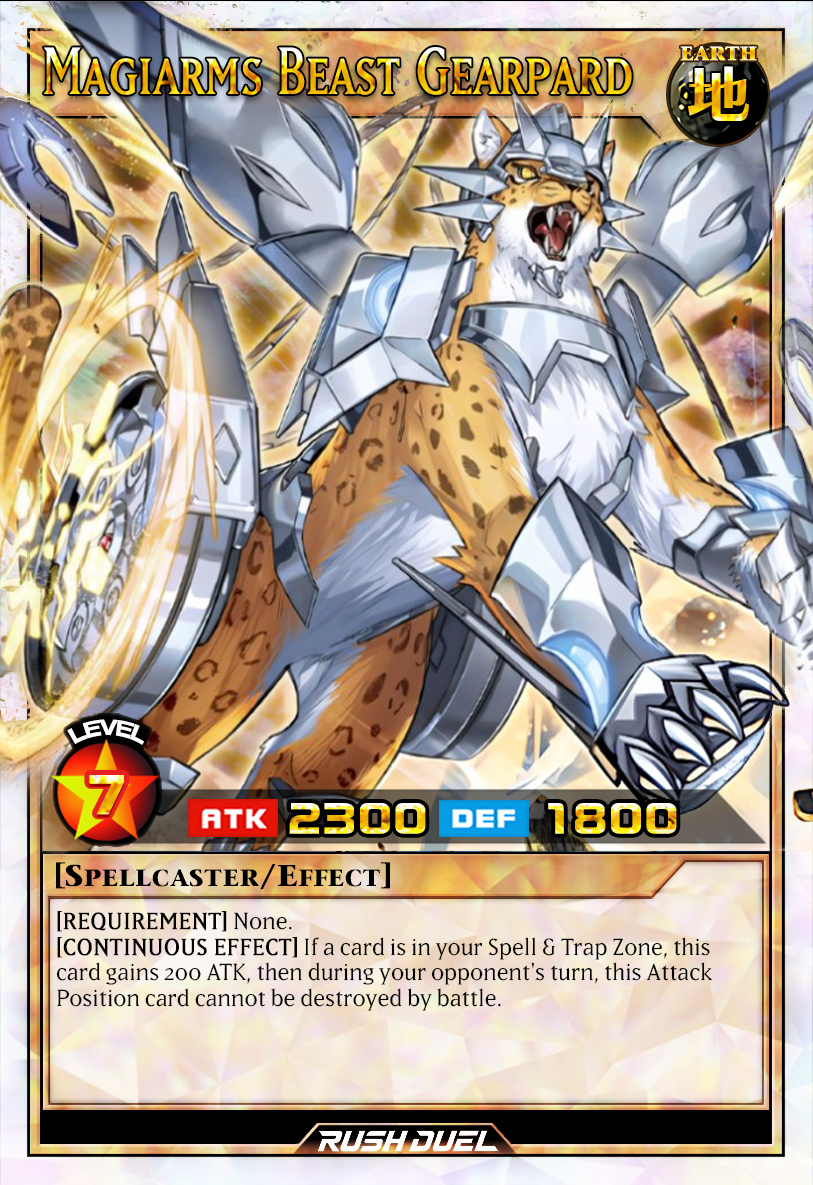 Magiarms Beast Gearpard
EARTH
地
LEVEL
7
ATK 2300 DEF 1800
[Spellcaster/Effect]
[REQUIREMENT] None.
[CONTINUOUS EFFECT] If a card is in your Spell & Trap Zone, this
card gains 200 ATK, then during your opponent's turn, this Attack
Position card cannot be destroyed by battle.
RUSH DUEL